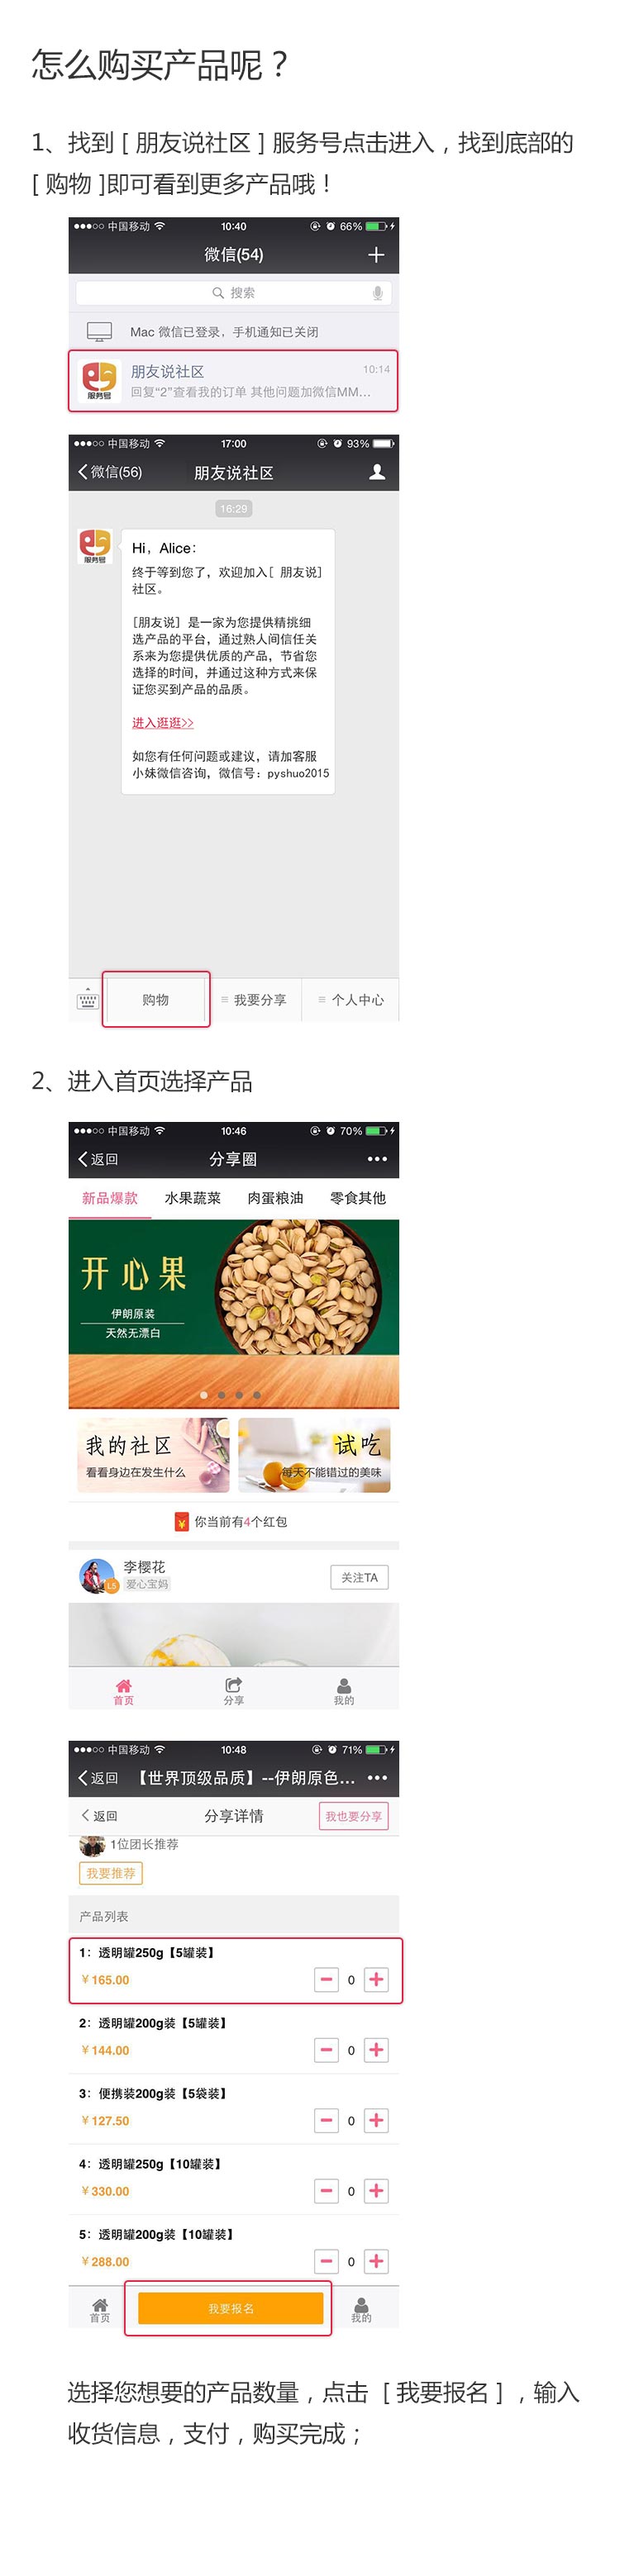 怎么购买产品呢？
1、找到 [ 朋友说社区 ] 服务号点击进入，找到底部的
[ 购物 ]即可看到更多产品哦！
中国移动 10:40 66%
微信(54)
搜索
Mac 微信已登录，手机通知已关闭
朋友说社区 10:14
回复“2”查看我的订单 其他问题加微信MM...
服务号
中国移动 17:00 93%
微信(56) 朋友说社区
16:29
服务号
Hi，Alice：
终于等到您了，欢迎加入[ 朋友说]
社区。
[朋友说] 是一家为您提供精挑细
选产品的平台，通过熟人间信任关
系来为您提供优质的产品，节省您
选择的时间，并通过这种方式来保
证您买到产品的品质。
进入逛逛>>
如您有任何问题或建议，请加客服
小妹微信咨询，微信号：pyshuo2015
购物 我要分享 个人中心
2、进入首页选择产品
中国移动 10:46 70%
返回 分享圈
新品爆款 水果蔬菜 肉蛋粮油 零食其他
开心果
伊朗原装
天然无漂白
我的社区 试吃
看看身边在发生什么 每天不能错过的美味
你当前有4个红包
李樱花
L5 爱心宝妈 关注TA
首页 分享 我的
中国移动 10:48 71%
返回 【世界顶级品质】--伊朗原色...
返回 分享详情 我也要分享
1位团长推荐
我要推荐
产品列表
1：透明罐250g【5罐装】
￥165.00 0
2：透明罐200g装【5罐装】
￥144.00 0
3：便携装200g装【5袋装】
￥127.50 0
4：透明罐250g【10罐装】
￥330.00 0
5：透明罐200g装【10罐装】
￥288.00 0
首页 我要报名 我的
选择您想要的产品数量，点击 [ 我要报名 ] ，输入
收货信息，支付，购买完成；